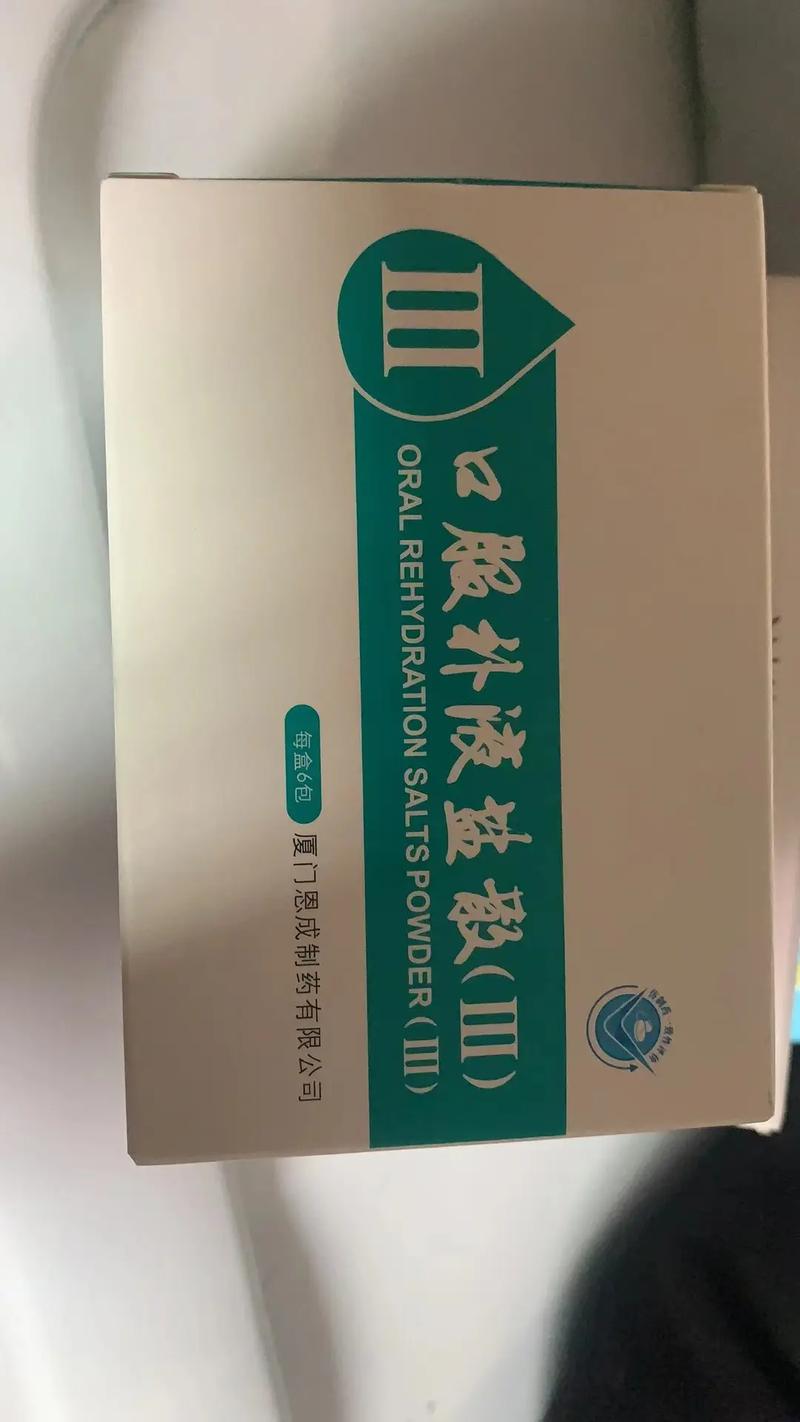 III
口服补液盐散（III）
ORAL REHYDRATION SALTS POWDER (III)
每盒6包
厦门恩成制药有限公司